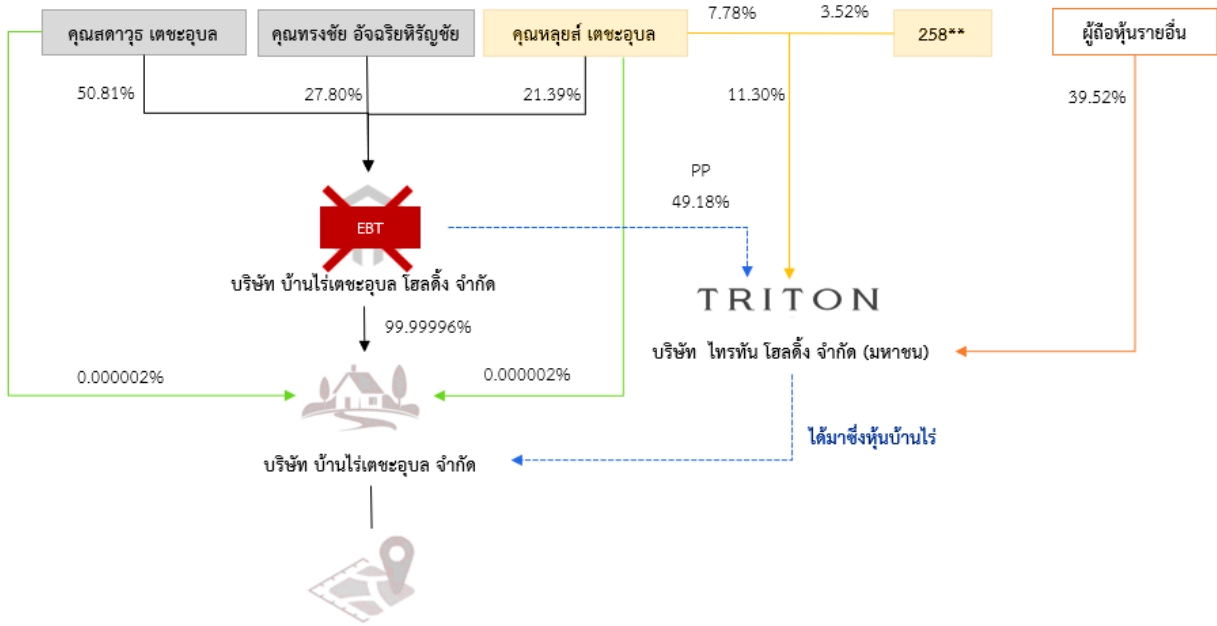 7.78%
3.52%
คุณสดาวุธ เตชะอุบล
คุณทรงชัย อัจฉริยหิรัญชัย
คุณหลุยส์ เตชะอุบล
258**
ผู้ถือหุ้นรายอื่น
50.81%
27.80%
21.39%
11.30%
39.52%
PP
49.18%
EBT
บริษัท บ้านไร่เตชะอุบล โฮลดิ้ง จำกัด
TRITON
99.99996%
บริษัท ไทรทัน โฮลดิ้ง จำกัด (มหาชน)
0.000002%
0.000002%
ได้มาซึ่งหุ้นบ้านไร่
บริษัท บ้านไร่เตชะอุบล จำกัด